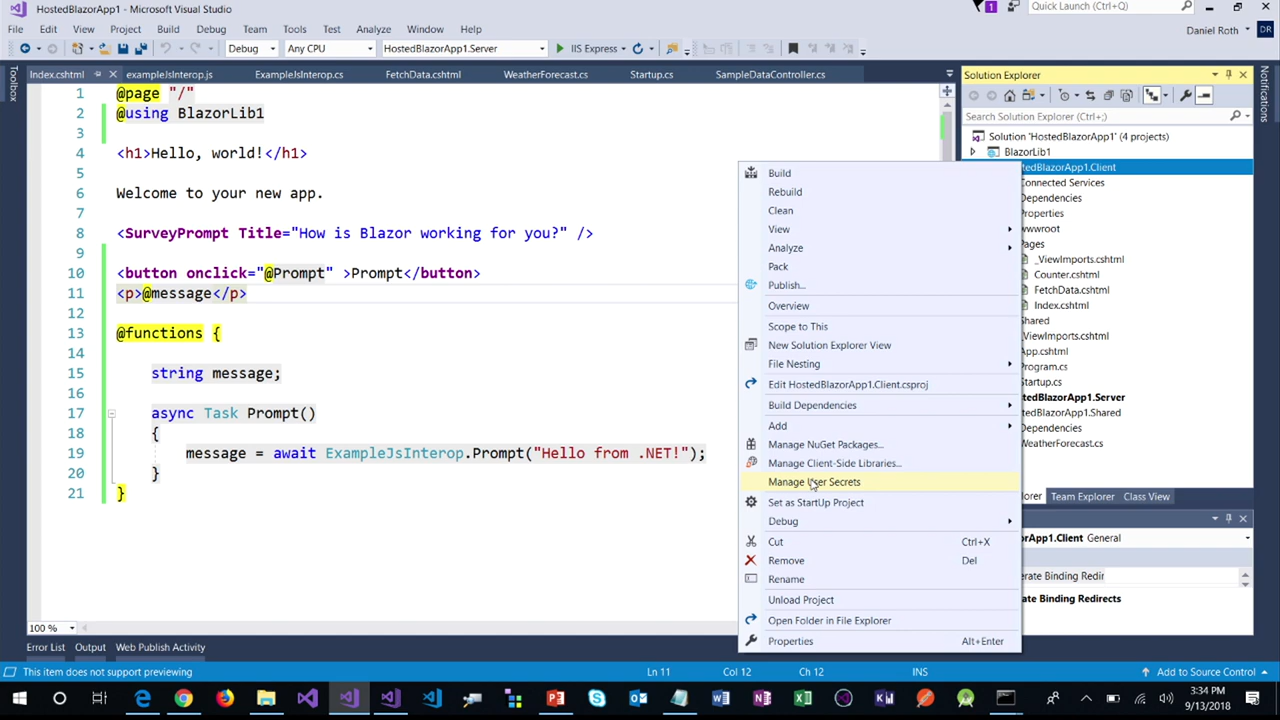 HostedBlazorApp1 - Microsoft Visual Studio
1
Quick Launch (Ctrl+;)
File Edit View Project Build Debug Team Tools Test Analyze Window Help
Daniel Roth
DR
Debug Any CPU HostedBlazorApp1.Server IIS Express
Toolbox
Index.cshtml exampleJsInterop.js ExampleJsInterop.cs FetchData.cshtml WeatherForecast.cs Startup.cs SampleDataController.cs
1 @page "/"
2 @using BlazorLib1
3
4 <h1>Hello, world!</h1>
5
6 Welcome to your new app.
7
8 <SurveyPrompt Title="How is Blazor working for you?" />
9
10 <button onclick="@Prompt" >Prompt</button>
11 <p>@message</p>
12
13 @functions {
14
15 string message;
16
17 async Task Prompt()
18 {
19 message = await ExampleJsInterop.Prompt("Hello from .NET!");
20 }
21 }
100 %
Build
Rebuild
Clean
View
Analyze
Pack
Publish...
Overview
Scope to This
New Solution Explorer View
File Nesting
Edit HostedBlazorApp1.Client.csproj
Build Dependencies
Add
Manage NuGet Packages...
Manage Client-Side Libraries...
Manage User Secrets
Set as StartUp Project
Debug
Cut Ctrl+X
Remove Del
Rename
Unload Project
Open Folder in File Explorer
Properties Alt+Enter
Solution Explorer
Search Solution Explorer (Ctrl+;)
Solution 'HostedBlazorApp1' (4 projects)
BlazorLib1
tedBlazorApp1.Client
Connected Services
Dependencies
Properties
wwwroot
Pages
_ViewImports.cshtml
Counter.cshtml
FetchData.cshtml
Index.cshtml
Shared
_ViewImports.cshtml
App.cshtml
Program.cs
Startup.cs
ostedBlazorApp1.Server
ostedBlazorApp1.Shared
Dependencies
WeatherForecast.cs
orer Team Explorer Class View
orApp1.Client General
erate Binding Redir
ate Binding Redirects
Notifications
Error List Output Web Publish Activity
This item does not support previewing Ln 11 Col 12 Ch 12 INS Add to Source Control
3:34 PM
9/13/2018